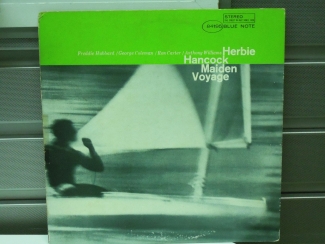 STEREO
BLUE NOTE
Freddie Hubbard / George Coleman / Ron Carter / Anthony Williams
Herbie
Hancock
Maiden
Voyage